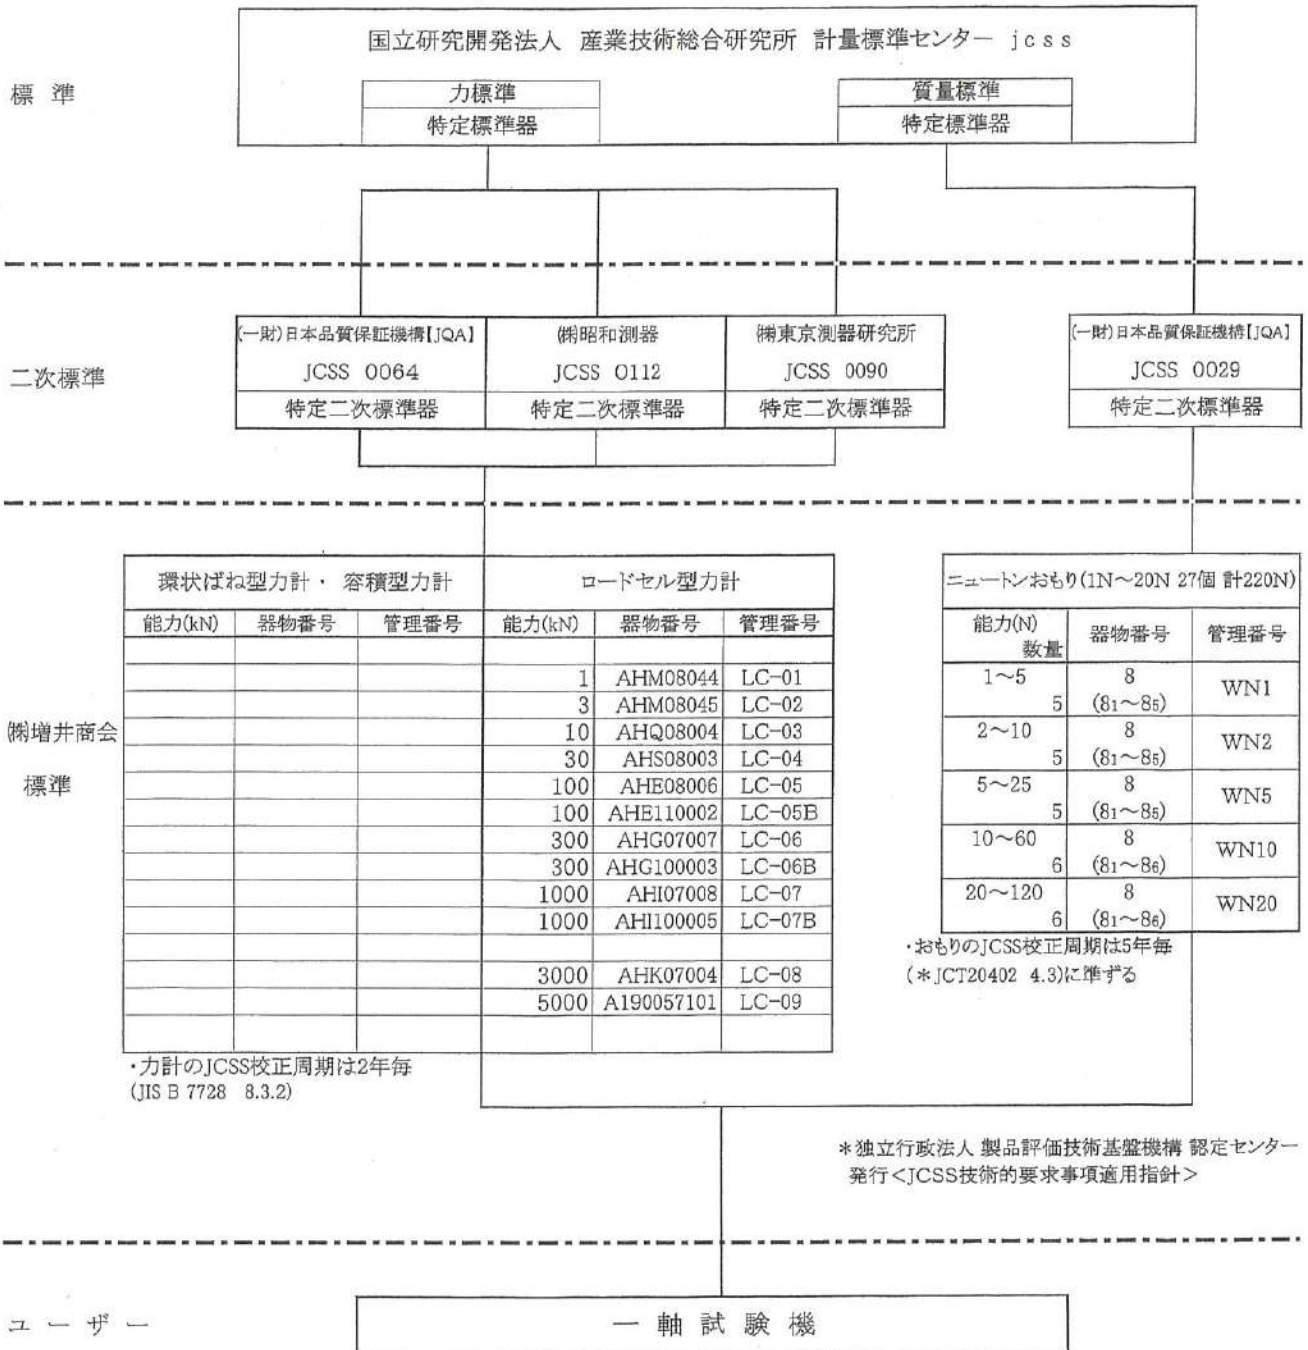 国立研究開発法人 産業技術総合研究所 計量標準センター jcss
標準
力標準
特定標準器
質量標準
特定標準器
二次標準
(一財)日本品質保証機構【JQA】
JCSS 0064
特定二次標準器
㈱昭和測器
JCSS 0112
特定二次標準器
㈱東京測器研究所
JCSS 0090
特定二次標準器
(一財)日本品質保証機構【JQA】
JCSS 0029
特定二次標準器
㈱増井商会
標準
環状ばね型力計・ 容積型力計 ロードセル型力計
能力(kN) 器物番号 管理番号 能力(kN) 器物番号 管理番号
1 AHM08044 LC-01
3 AHM08045 LC-02
10 AHQ08004 LC-03
30 AHS08003 LC-04
100 AHE08006 LC-05
100 AHE110002 LC-05B
300 AHG07007 LC-06
300 AHG100003 LC-06B
1000 AHI07008 LC-07
1000 AHI100005 LC-07B
3000 AHK07004 LC-08
5000 A190057101 LC-09
・力計のJCSS校正周期は2年毎
(JIS B 7728 8.3.2)
ニュートンおもり(1N～20N 27個 計220N)
能力(N) 数量 器物番号 管理番号
1～5 5 8 (81～85) WN1
2～10 5 8 (81～85) WN2
5～25 5 8 (81～85) WN5
10～60 6 8 (81～86) WN10
20～120 6 8 (81～86) WN20
・おもりのJCSS校正周期は5年毎
(*JCT20402 4.3)に準ずる
*独立行政法人 製品評価技術基盤機構 認定センター
発行<JCSS技術的要求事項適用指針>
ユーザー
一軸試験機